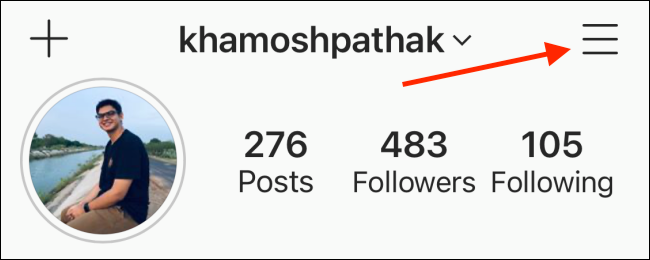 khamoshpathak
276 483 105
Posts Followers Following